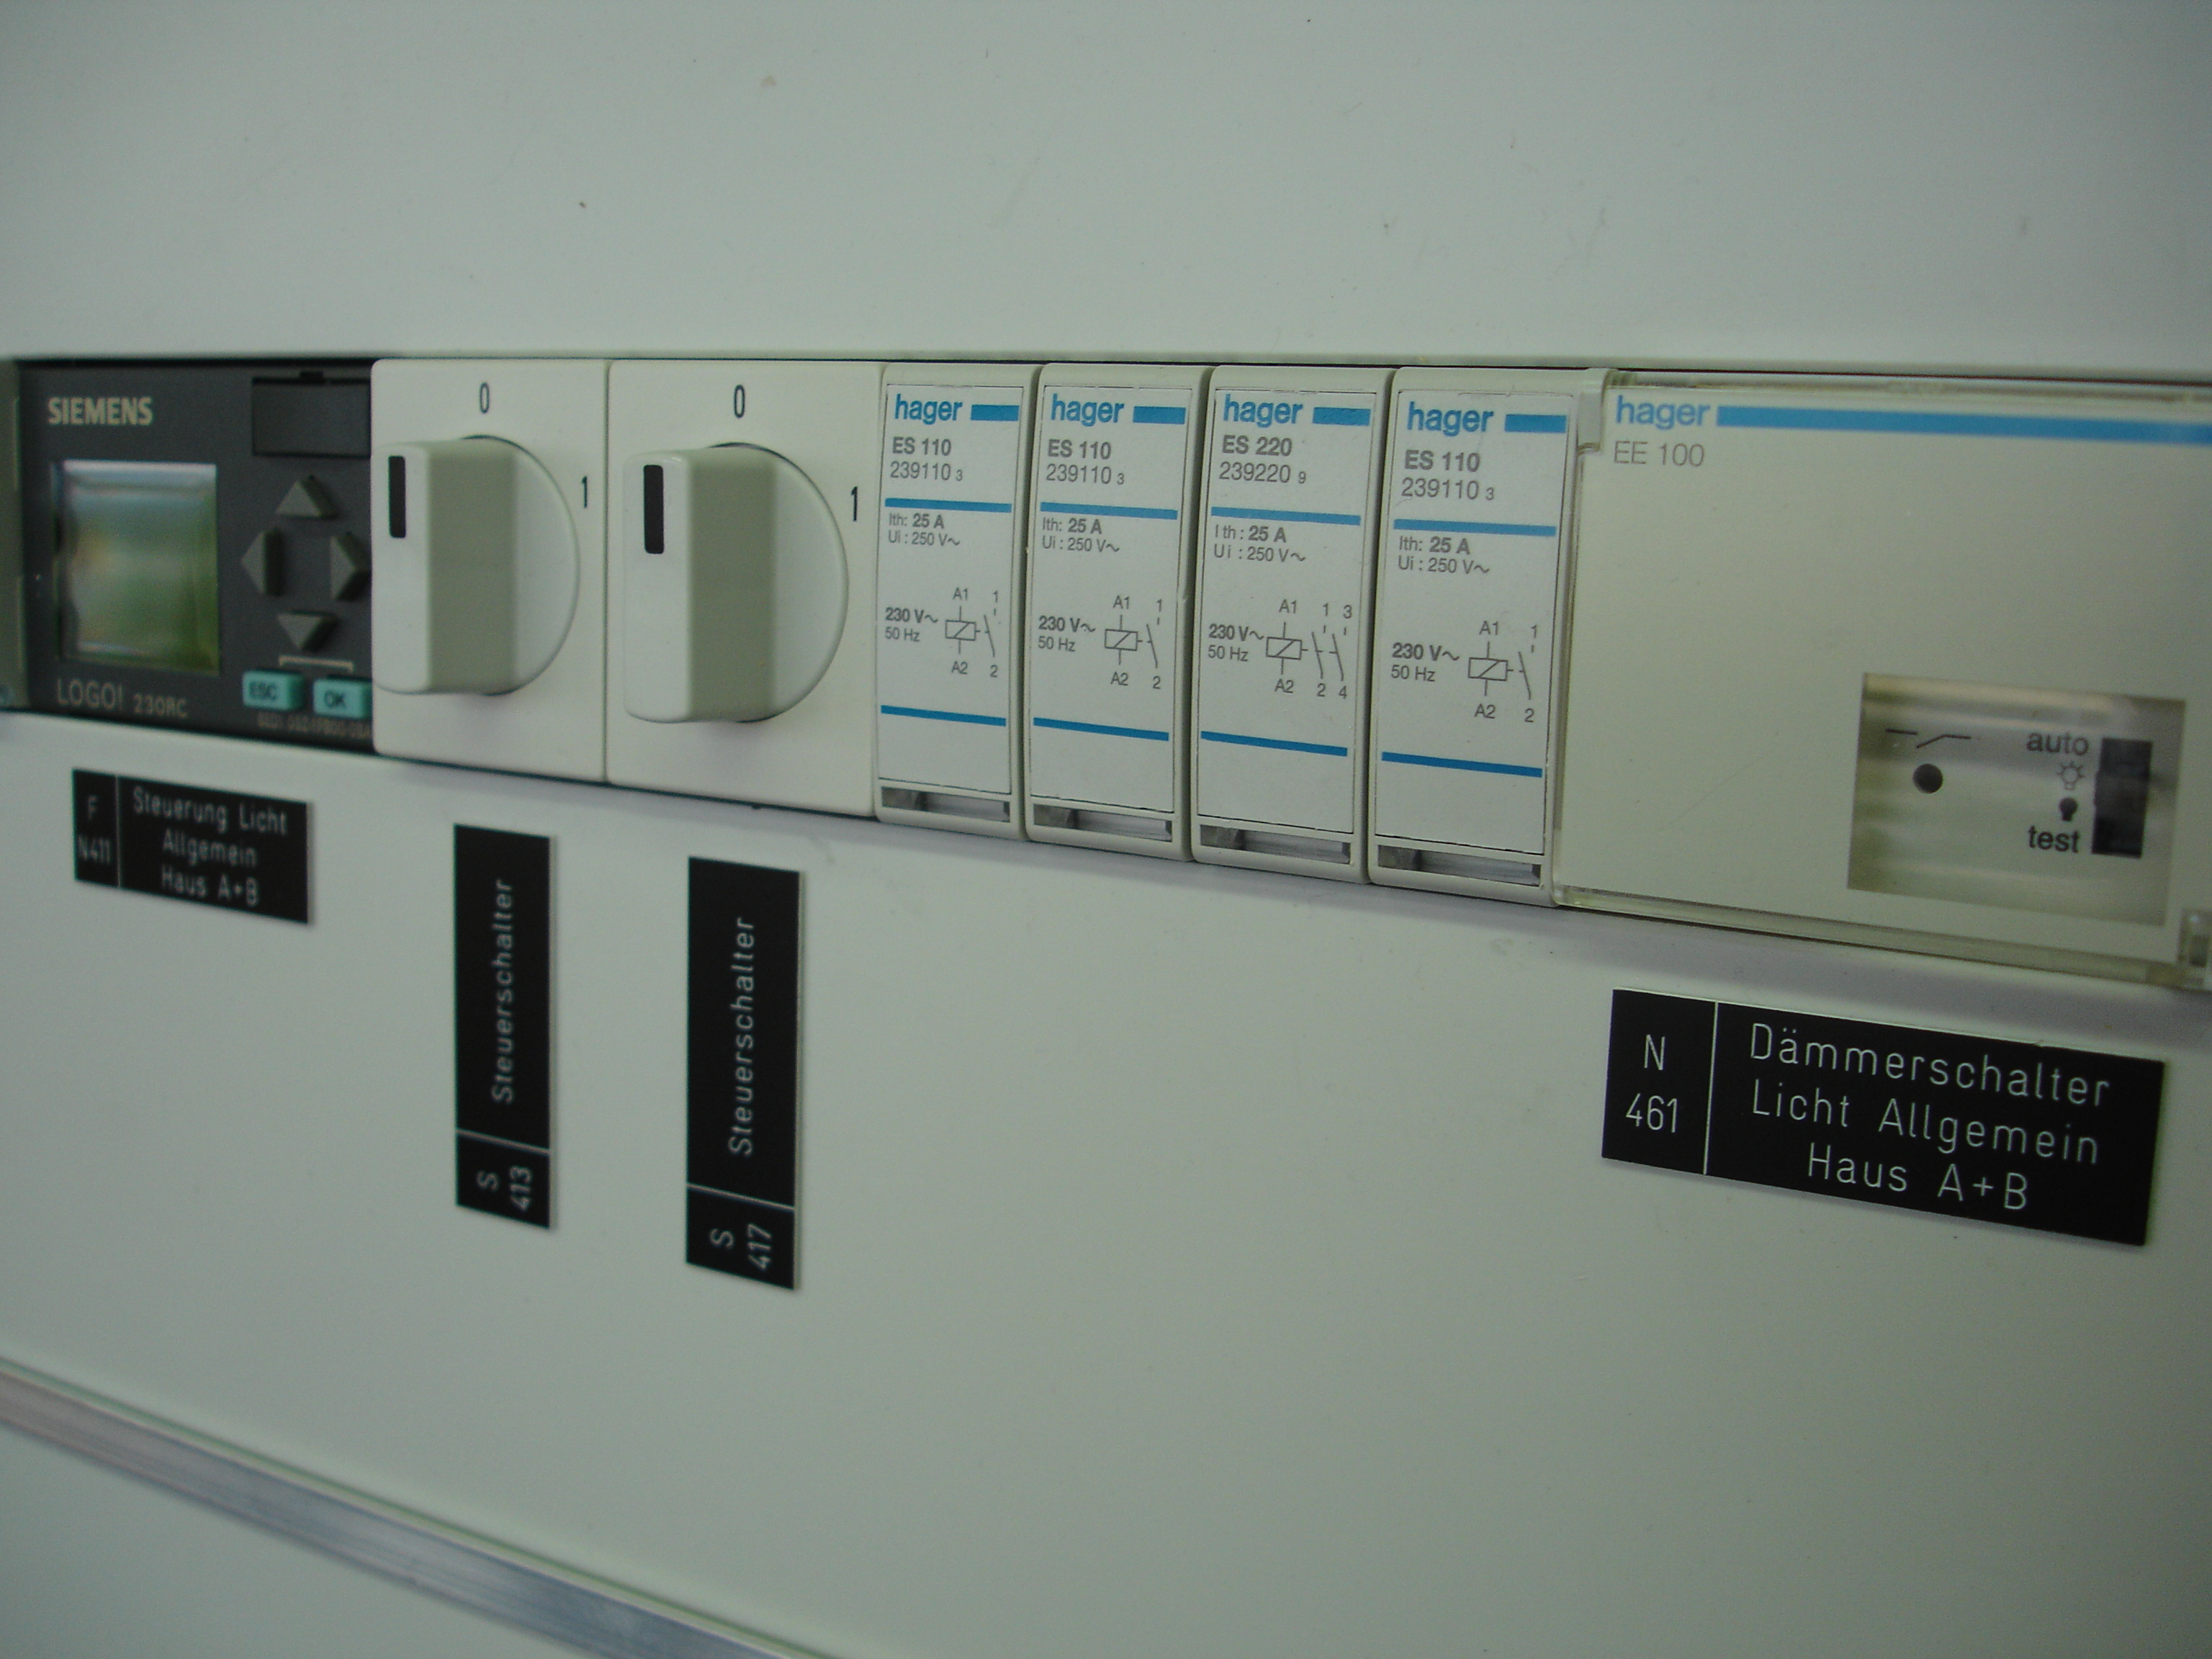 SIEMENS
LOGO! 230RC
ESC
OK
0
1
0
1
hager
ES 110
239110 3
Ith: 25 A
Ui : 250 V~
230 V~
50 Hz
A1 1
A2 2
hager
ES 110
239110 3
Ith: 25 A
Ui : 250 V~
230 V~
50 Hz
A1 1
A2 2
hager
ES 220
239220 9
Ith : 25 A
Ui : 250 V~
230 V~
50 Hz
A1 1 3
A2 2 4
hager
ES 110
239110 3
Ith: 25 A
Ui : 250 V~
230 V~
50 Hz
A1 1
A2 2
hager
EE 100
auto
test
F
N411
Steuerung Licht
Allgemein
Haus A+B
S
413
Steuerschalter
S
417
Steuerschalter
N
461
Dämmerschalter
Licht Allgemein
Haus A+B